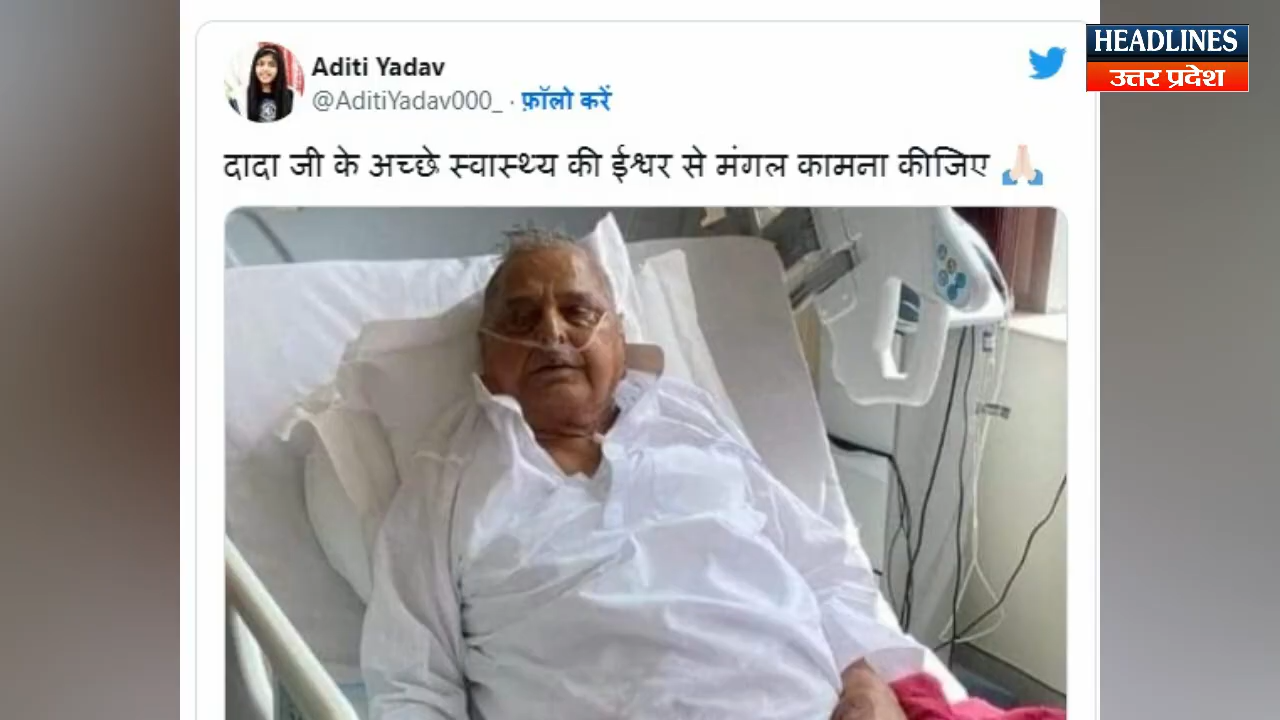 HEADLINES
उत्तर प्रदेश
Aditi Yadav
@AditiYadav000_ · फ़ॉलो करें
दादा जी के अच्छे स्वास्थ्य की ईश्वर से मंगल कामना कीजिए 🙏🏻